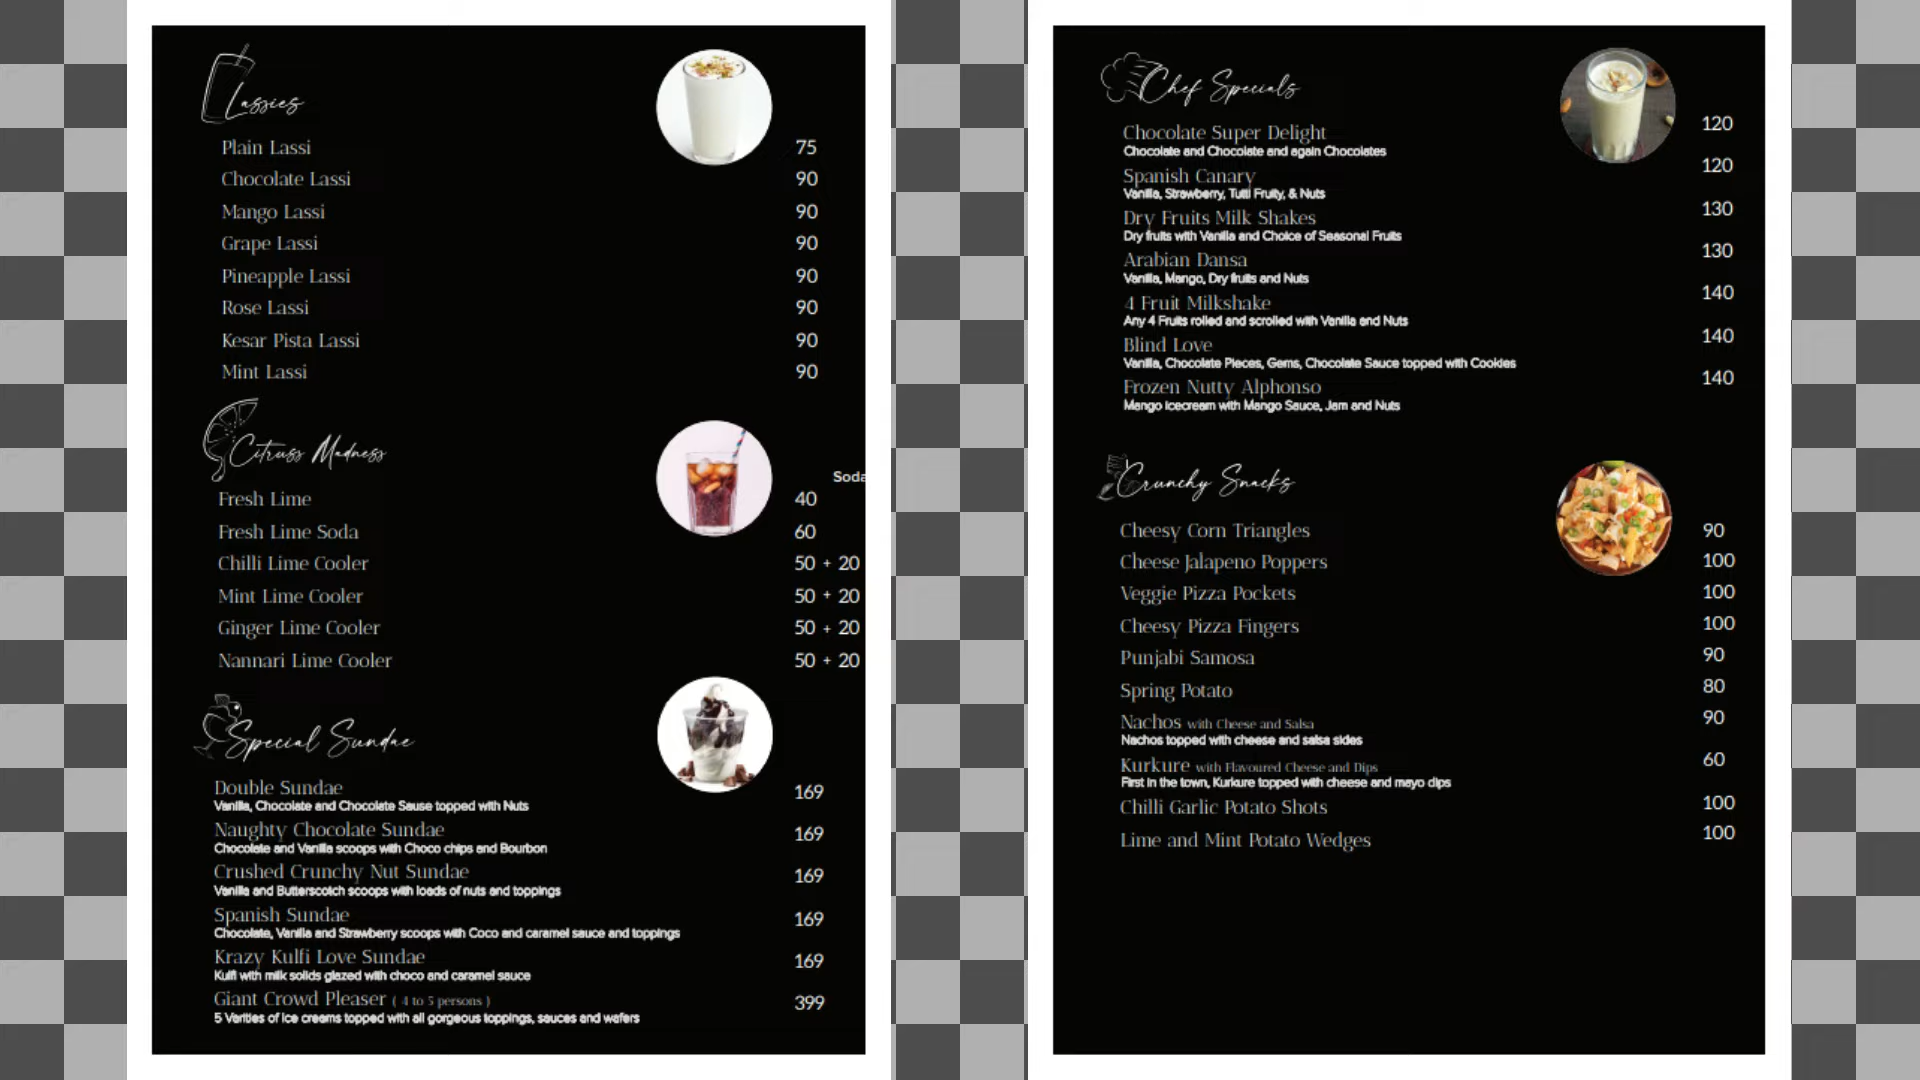 Lassies
Plain Lassi 75
Chocolate Lassi 90
Mango Lassi 90
Grape Lassi 90
Pineapple Lassi 90
Rose Lassi 90
Kesar Pista Lassi 90
Mint Lassi 90
Citruss Madness
Soda
Fresh Lime 40
Fresh Lime Soda 60
Chilli Lime Cooler 50 + 20
Mint Lime Cooler 50 + 20
Ginger Lime Cooler 50 + 20
Nannari Lime Cooler 50 + 20
Special Sundae
Double Sundae 169
Vanilla, Chocolate and Chocolate Sause topped with Nuts
Naughty Chocolate Sundae 169
Chocolate and Vanilla scoops with Choco chips and Bourbon
Crushed Crunchy Nut Sundae 169
Vanilla and Butterscotch scoops with loads of nuts and toppings
Spanish Sundae 169
Chocolate, Vanilla and Strawberry scoops with Coco and caramel sauce and toppings
Krazy Kulfi Love Sundae 169
Kulfi with milk solids glazed with choco and caramel sauce
Giant Crowd Pleaser ( 4 to 5 persons ) 399
5 Verities of ice creams topped with all gorgeous toppings, sauces and wafers
Chef Specials
Chocolate Super Delight 120
Chocolate and Chocolate and again Chocolates
Spanish Canary 120
Vanilla, Strawberry, Tutti Fruity, & Nuts
Dry Fruits Milk Shakes 130
Dry fruits with Vanilla and Choice of Seasonal Fruits
Arabian Dansa 130
Vanilla, Mango, Dry fruits and Nuts
4 Fruit Milkshake 140
Any 4 Fruits rolled and scrolled with Vanilla and Nuts
Blind Love 140
Vanilla, Chocolate Pieces, Gems, Chocolate Sauce topped with Cookies
Frozen Nutty Alphonso 140
Mango icecream with Mango Sauce, Jam and Nuts
Crunchy Snacks
Cheesy Corn Triangles 90
Cheese Jalapeno Poppers 100
Veggie Pizza Pockets 100
Cheesy Pizza Fingers 100
Punjabi Samosa 90
Spring Potato 80
Nachos with Cheese and Salsa 90
Nachos topped with cheese and salsa sides
Kurkure with Flavoured Cheese and Dips 60
First in the town, Kurkure topped with cheese and mayo dips
Chilli Garlic Potato Shots 100
Lime and Mint Potato Wedges 100